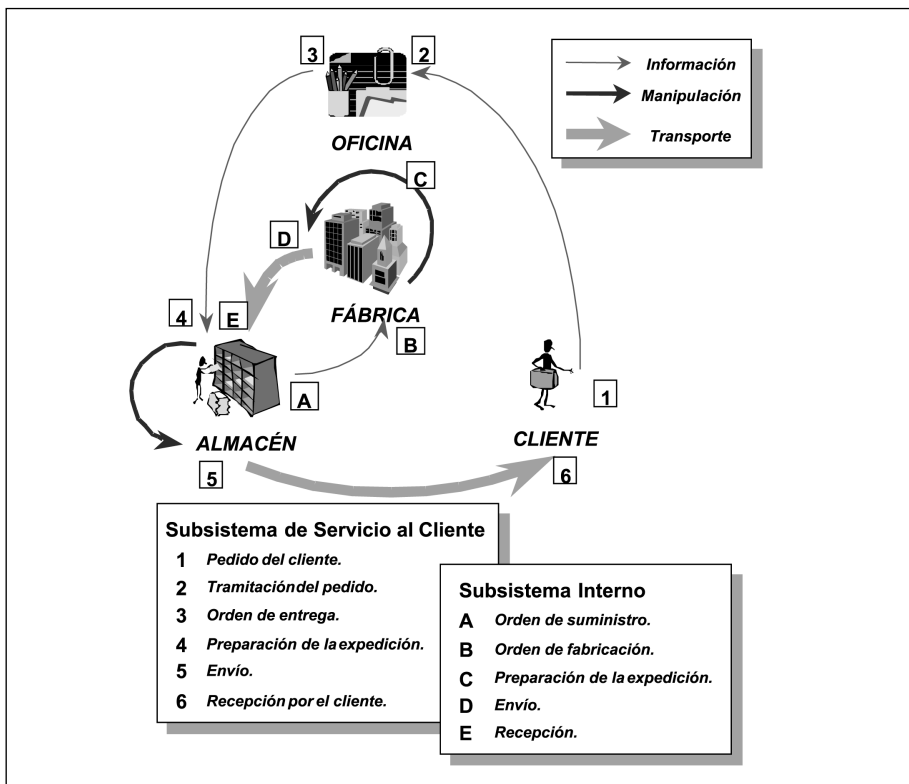 3
2
Información
Manipulación
Transporte
OFICINA
C
D
4
E
FÁBRICA
B
A
1
ALMACÉN
CLIENTE
5
6
Subsistema de Servicio al Cliente
1 Pedido del cliente.
2 Tramitacióndel pedido.
3 Orden de entrega.
4 Preparación de la expedición.
5 Envío.
6 Recepción por el cliente.
Subsistema Interno
A Orden de suministro.
B Orden de fabricación.
C Preparación de la expedición.
D Envío.
E Recepción.